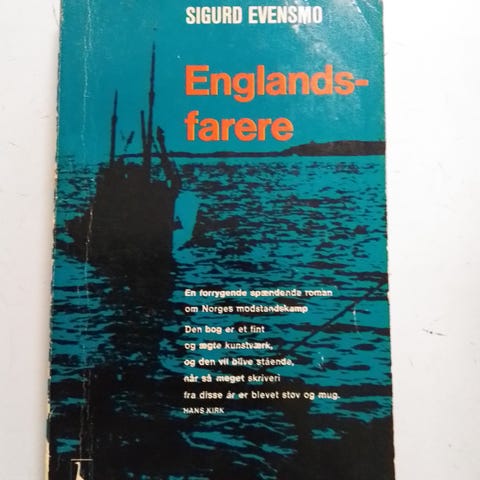 SIGURD EVENSMO
Englands-
farere
En forrygende spændende roman
om Norges modstandskamp
Den bog er et fint
og ægte kunstværk,
og den vil blive stående,
når så meget skriveri
fra disse år er blevet støv og mug.
HANS KIRK